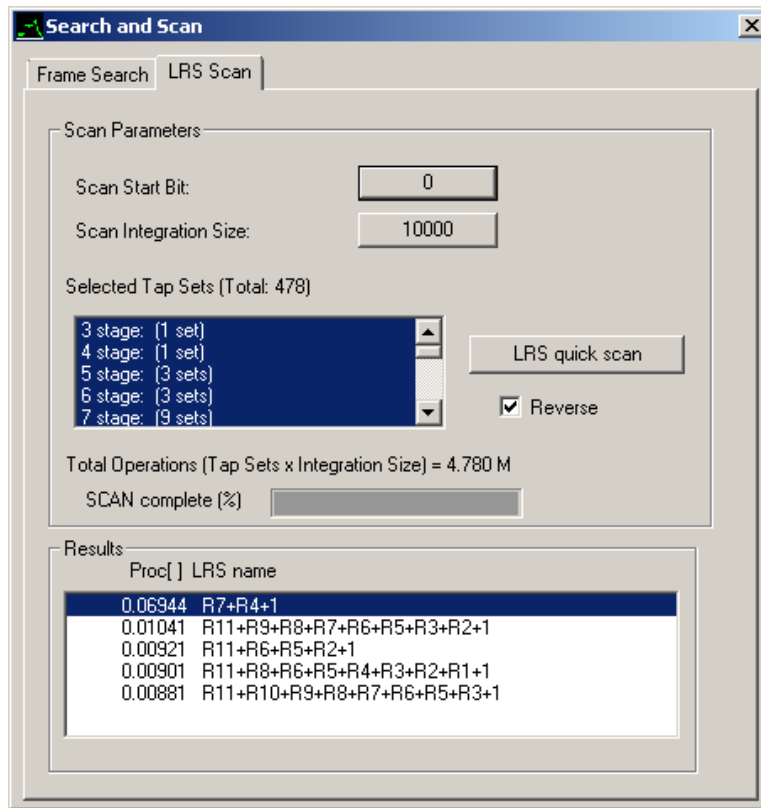 Search and Scan
Frame Search LRS Scan
Scan Parameters
Scan Start Bit: 0
Scan Integration Size: 10000
Selected Tap Sets (Total: 478)
3 stage: (1 set)
4 stage: (1 set)
5 stage: (3 sets)
6 stage: (3 sets)
7 stage: (9 sets)
LRS quick scan
Reverse
Total Operations (Tap Sets x Integration Size) = 4.780 M
SCAN complete (%)
Results
Proc[ ] LRS name
0.06944 R7+R4+1
0.01041 R11+R9+R8+R7+R6+R5+R3+R2+1
0.00921 R11+R6+R5+R2+1
0.00901 R11+R8+R6+R5+R4+R3+R2+R1+1
0.00881 R11+R10+R9+R8+R7+R6+R5+R3+1